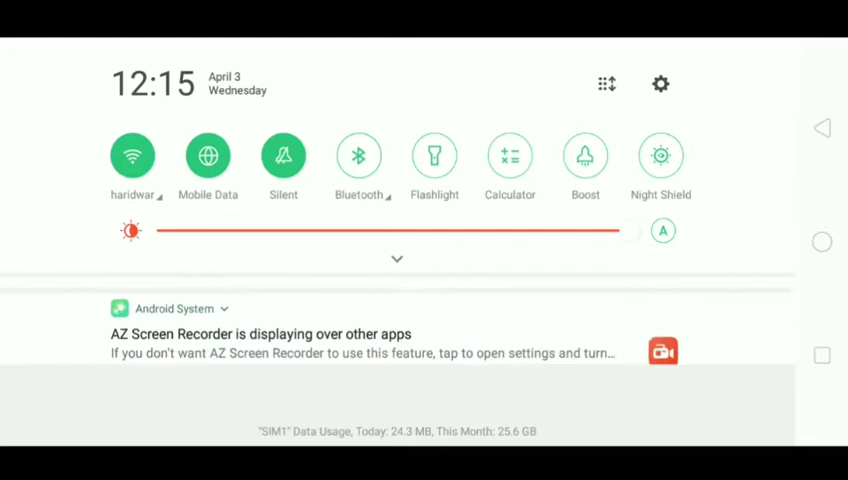 12:15
April 3
Wednesday
haridwar
Mobile Data
Silent
Bluetooth
Flashlight
Calculator
Boost
Night Shield
A
Android System
AZ Screen Recorder is displaying over other apps
If you don't want AZ Screen Recorder to use this feature, tap to open settings and turn...
"SIM1" Data Usage, Today: 24.3 MB, This Month: 25.6 GB